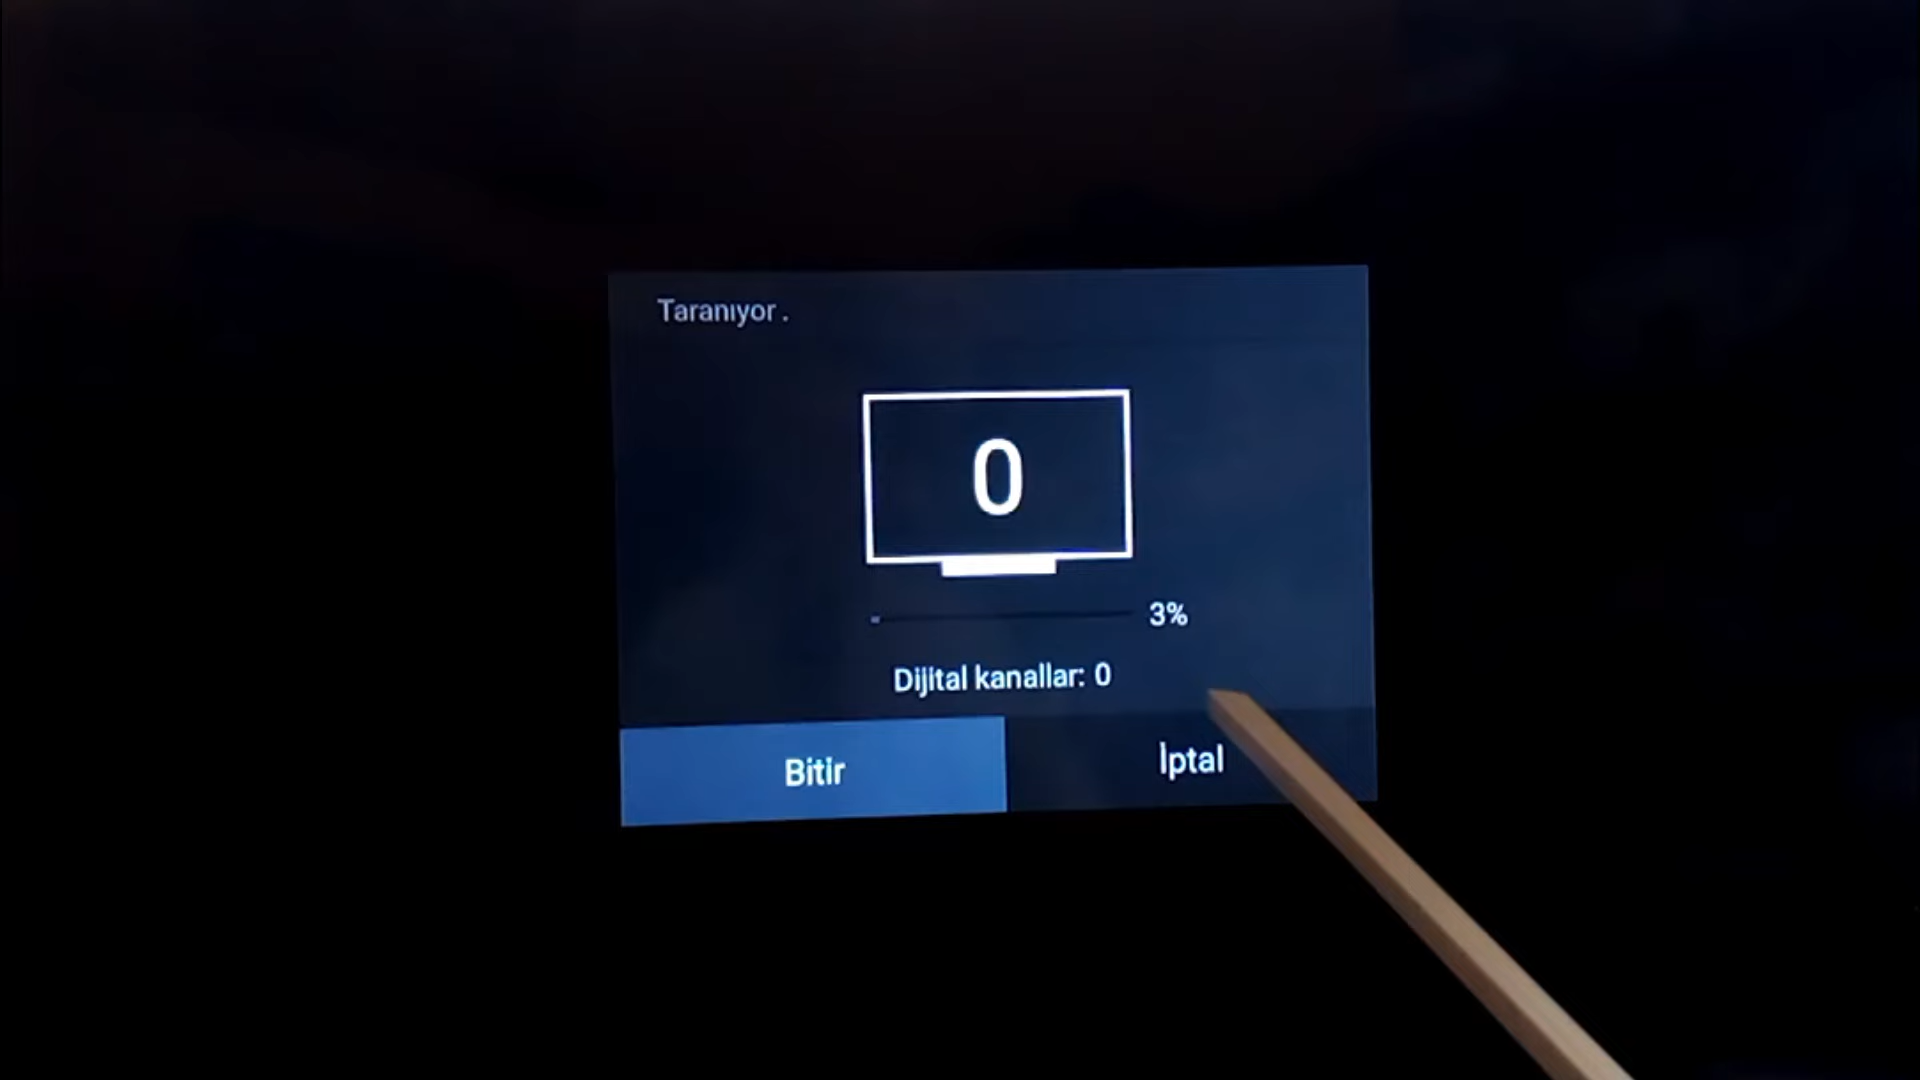 Taranıyor .
0
3%
Dijital kanallar: 0
Bitir
İptal